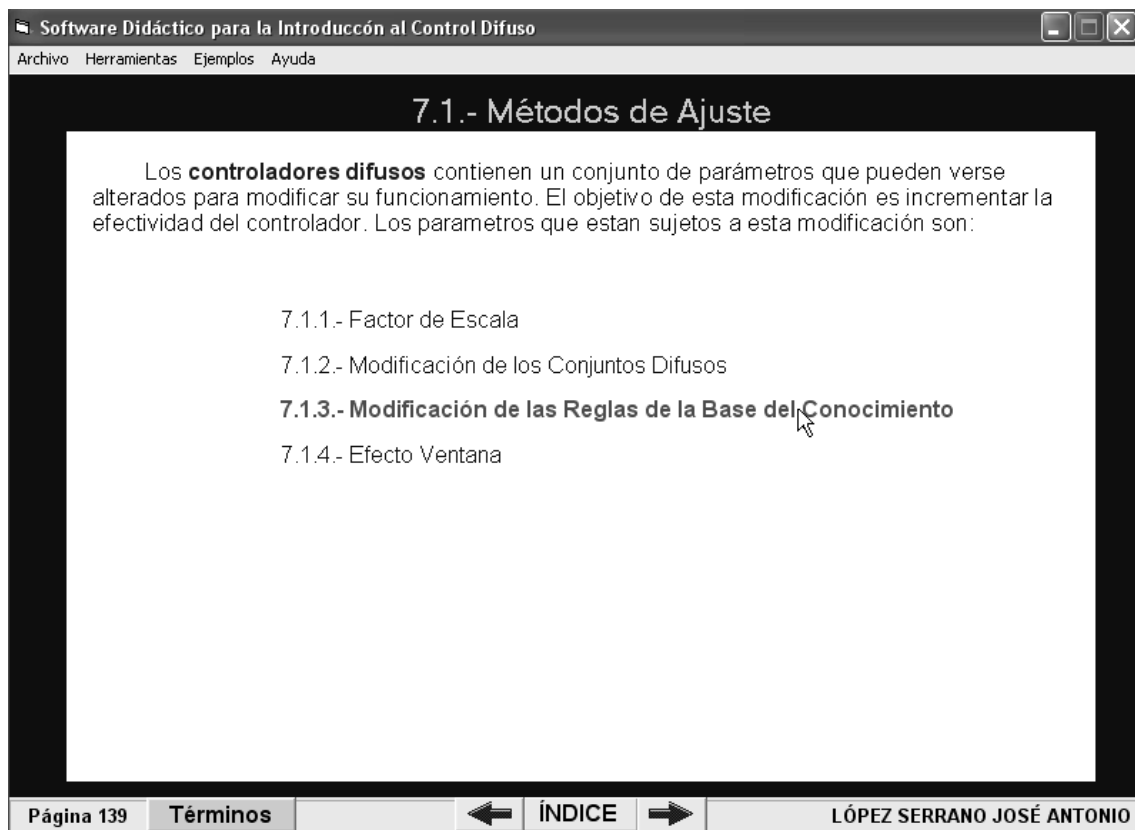 Software Didáctico para la Introduccón al Control Difuso
Archivo Herramientas Ejemplos Ayuda
7.1.- Métodos de Ajuste
Los controladores difusos contienen un conjunto de parámetros que pueden verse
alterados para modificar su funcionamiento. El objetivo de esta modificación es incrementar la
efectividad del controlador. Los parametros que estan sujetos a esta modificación son:
7.1.1.- Factor de Escala
7.1.2.- Modificación de los Conjuntos Difusos
7.1.3.- Modificación de las Reglas de la Base del Conocimiento
7.1.4.- Efecto Ventana
Página 139 Términos ÍNDICE LÓPEZ SERRANO JOSÉ ANTONIO